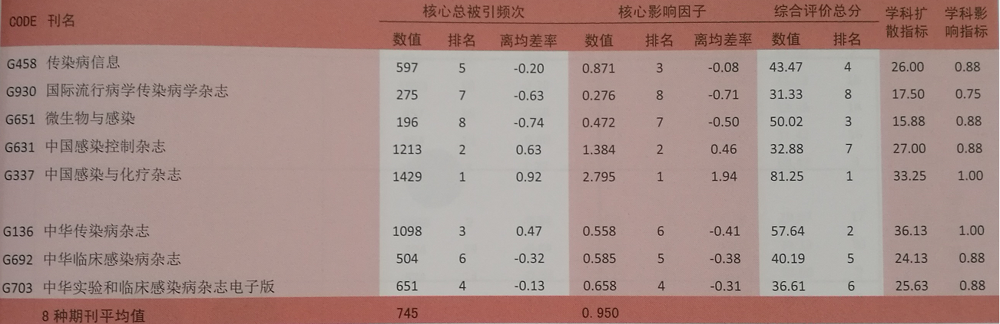 核心总被引频次 核心影响因子 综合评价总分 学科扩散指标 学科影响指标
CODE 刊名 数值 排名 离均差率 数值 排名 离均差率 数值 排名
G458 传染病信息 597 5 -0.20 0.871 3 -0.08 43.47 4 26.00 0.88
G930 国际流行病学传染病学杂志 275 7 -0.63 0.276 8 -0.71 31.33 8 17.50 0.75
G651 微生物与感染 196 8 -0.74 0.472 7 -0.50 50.02 3 15.88 0.88
G631 中国感染控制杂志 1213 2 0.63 1.384 2 0.46 32.88 7 27.00 0.88
G337 中国感染与化疗杂志 1429 1 0.92 2.795 1 1.94 81.25 1 33.25 1.00
G136 中华传染病杂志 1098 3 0.47 0.558 6 -0.41 57.64 2 36.13 1.00
G692 中华临床感染病杂志 504 6 -0.32 0.585 5 -0.38 40.19 5 24.13 0.88
G703 中华实验和临床感染病杂志电子版 651 4 -0.13 0.658 4 -0.31 36.61 6 25.63 0.88
8种期刊平均值 745 0.950